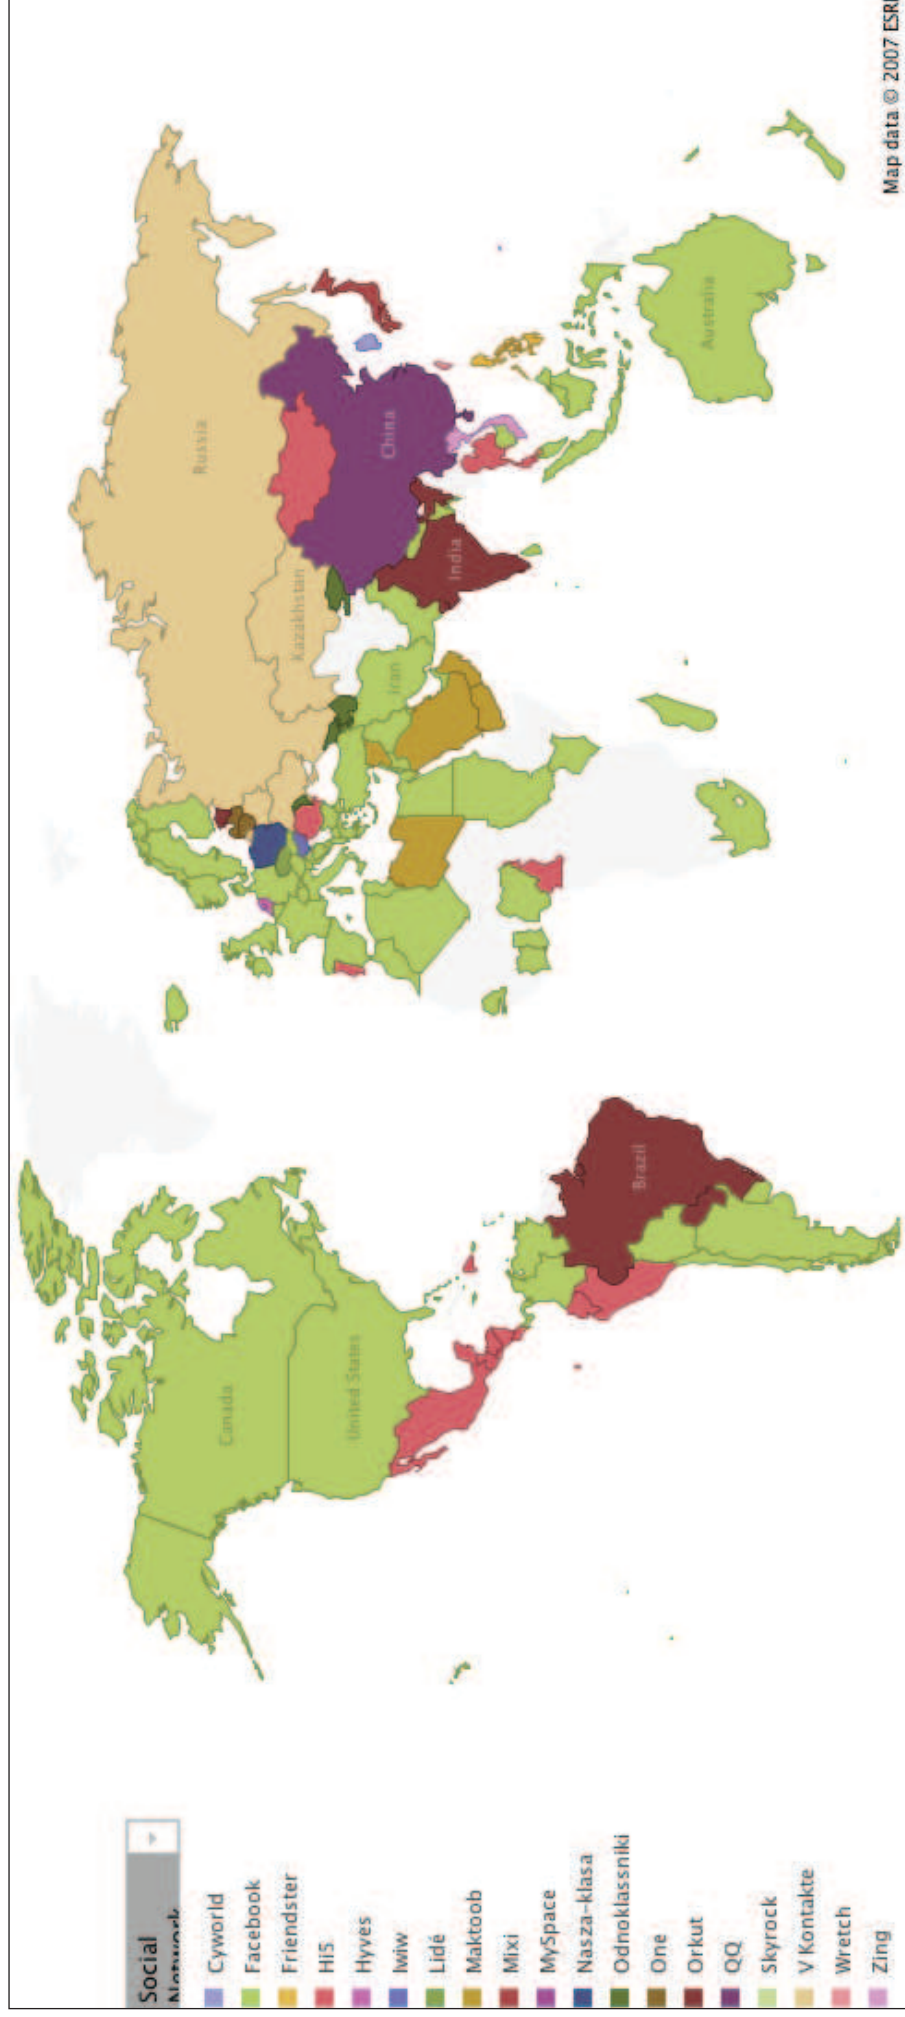 Social
Network
Cyworld
Facebook
Friendster
HI5
Hyves
Iwiw
Lidé
Maktoob
Mixi
MySpace
Nasza-klasa
Odnoklassniki
One
Orkut
QQ
Skyrock
V Kontakte
Wretch
Zing
Canada
United States
Brazil
Russia
Kazakhstan
China
Iran
India
Australia
Map data © 2007 ESRI